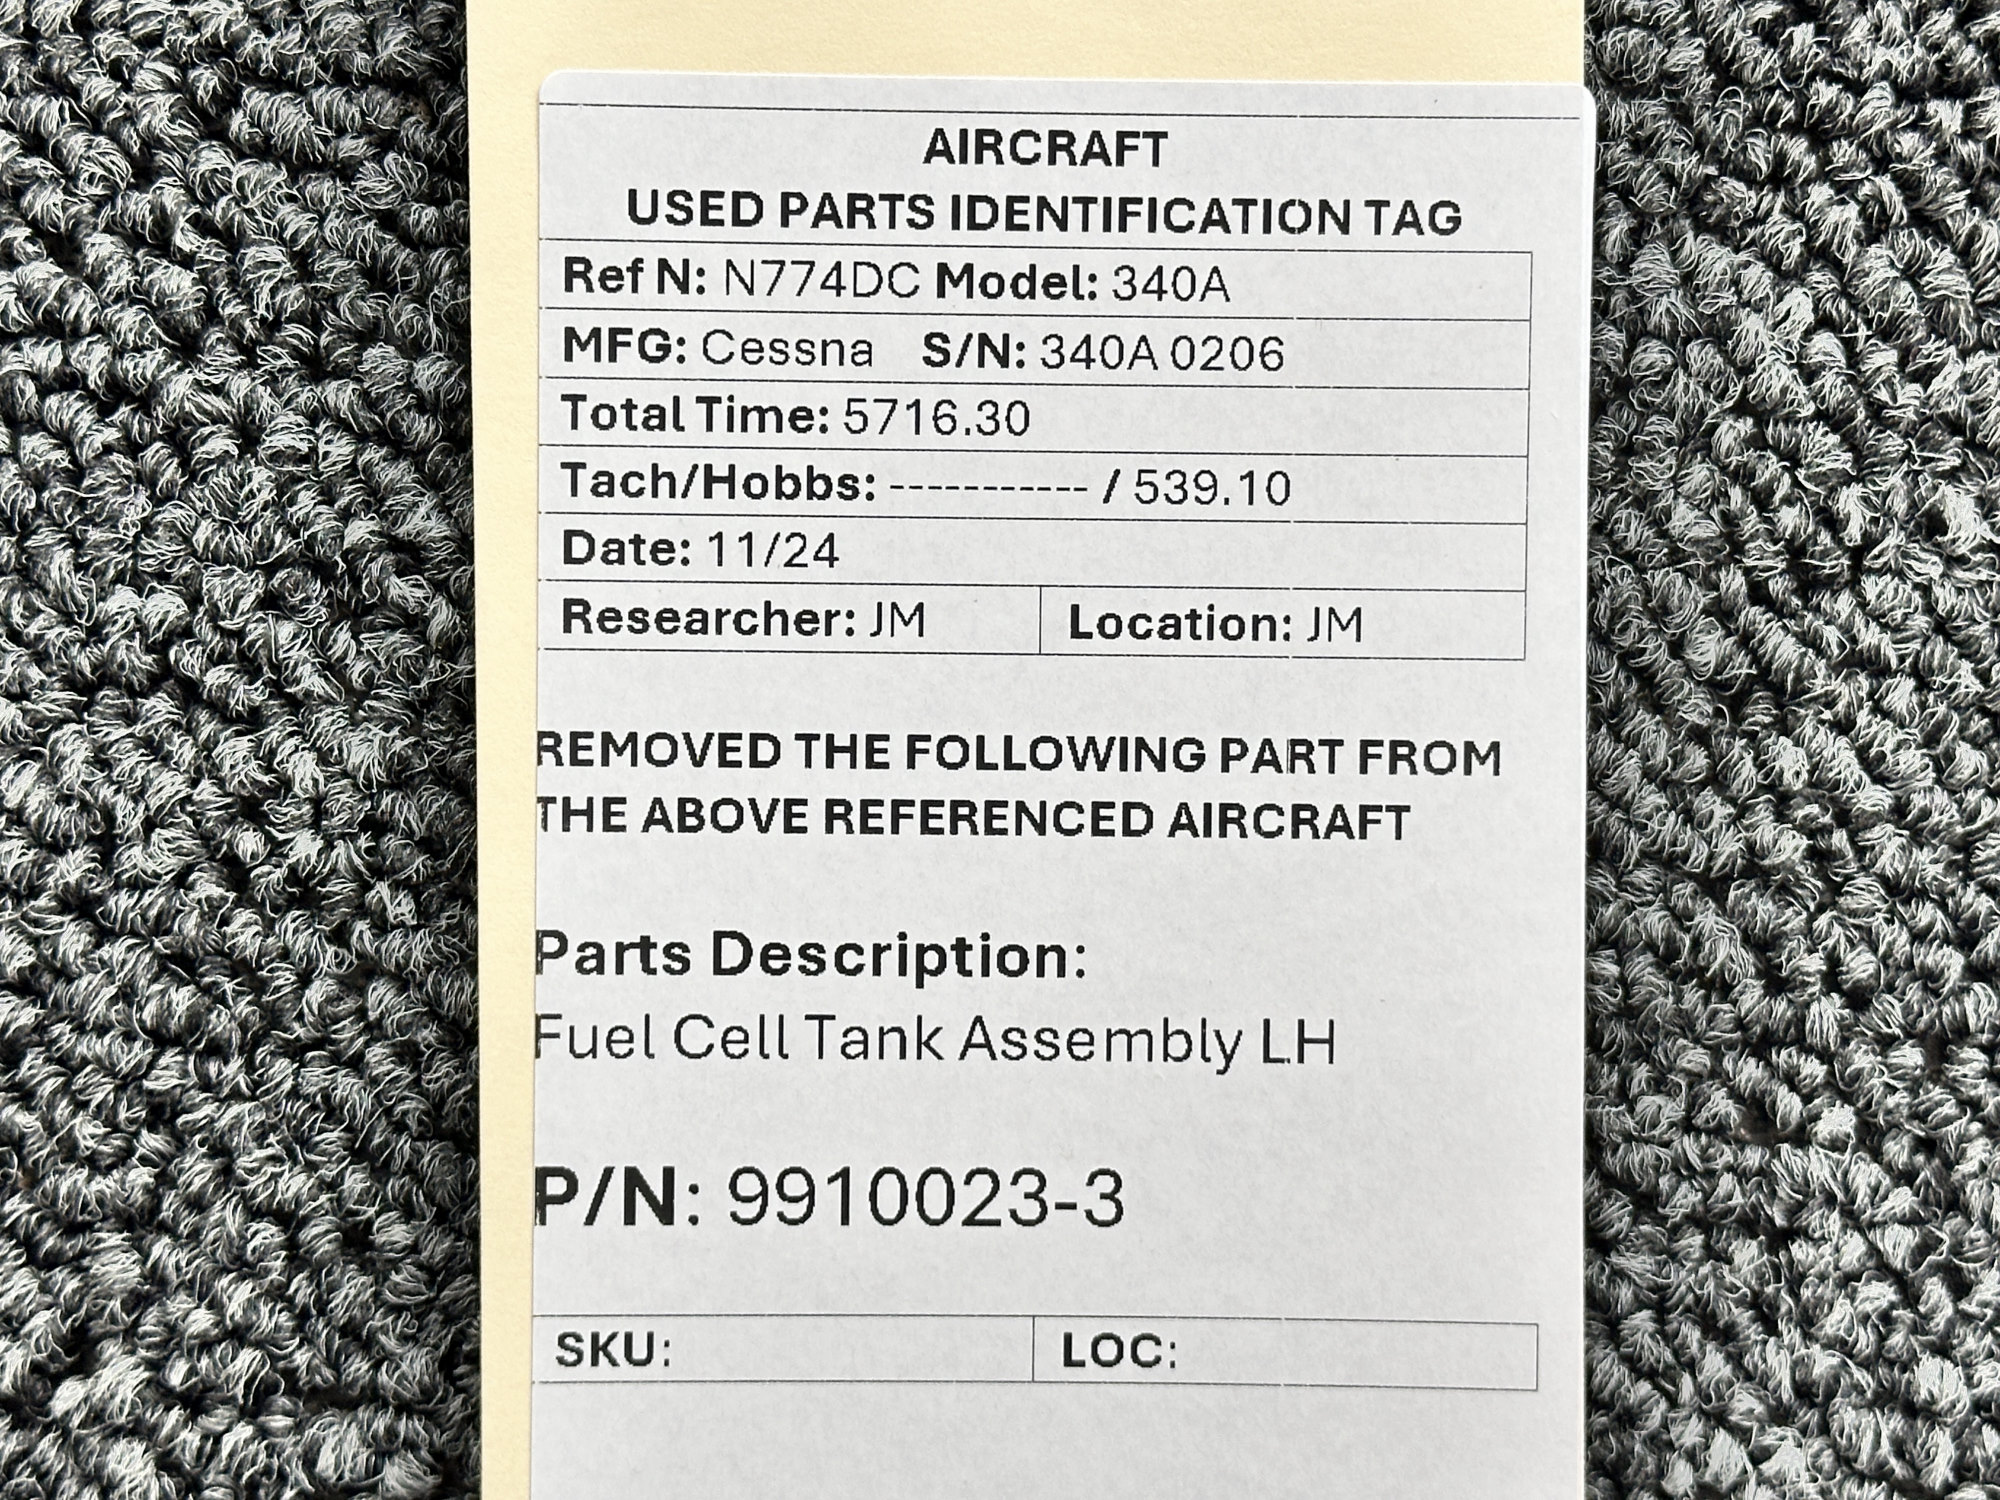 AIRCRAFT
USED PARTS IDENTIFICATION TAG
Ref N: N774DC Model: 340A
MFG: Cessna S/N: 340A 0206
Total Time: 5716.30
Tach/Hobbs: ----------- / 539.10
Date: 11/24
Researcher: JM Location: JM
REMOVED THE FOLLOWING PART FROM
THE ABOVE REFERENCED AIRCRAFT
Parts Description:
Fuel Cell Tank Assembly LH
P/N: 9910023-3
SKU: LOC: